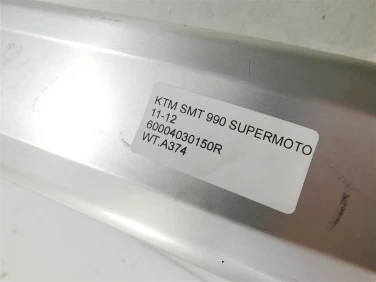 KTM SMT 990 SUPERMOTO
11-12
60004030150R
WT.A374